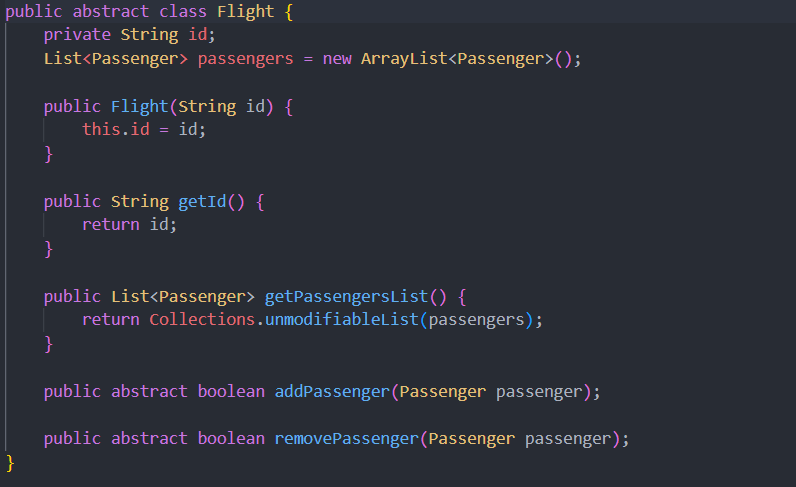 public abstract class Flight {
    private String id;
    List<Passenger> passengers = new ArrayList<Passenger>();

    public Flight(String id) {
        this.id = id;
    }

    public String getId() {
        return id;
    }

    public List<Passenger> getPassengersList() {
        return Collections.unmodifiableList(passengers);
    }

    public abstract boolean addPassenger(Passenger passenger);

    public abstract boolean removePassenger(Passenger passenger);
}